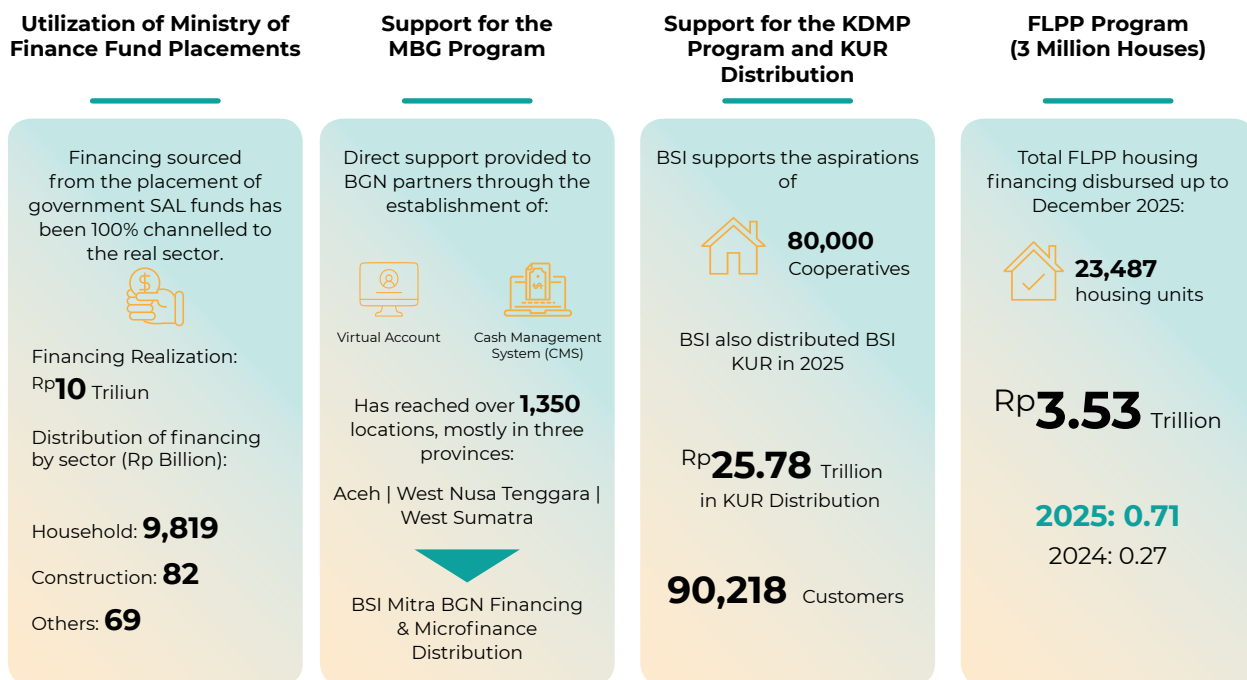 Utilization of Ministry of
Finance Fund Placements
Financing sourced
from the placement of
government SAL funds has
been 100% channelled to
the real sector.
$
Financing Realization:
Rp10 Triliun
Distribution of financing
by sector (Rp Billion):
Household: 9,819
Construction: 82
Others: 69
Support for the
MBG Program
Direct support provided to
BGN partners through the
establishment of:
Virtual Account
$
Cash Management
System (CMS)
Has reached over 1,350
locations, mostly in three
provinces:
Aceh | West Nusa Tenggara |
West Sumatra
BSI Mitra BGN Financing
& Microfinance
Distribution
Support for the KDMP
Program and KUR
Distribution
BSI supports the aspirations
of
80,000
Cooperatives
BSI also distributed BSI
KUR in 2025
Rp25.78 Trillion
in KUR Distribution
90,218 Customers
FLPP Program
(3 Million Houses)
Total FLPP housing
financing disbursed up to
December 2025:
23,487
housing units
Rp3.53 Trillion
2025: 0.71
2024: 0.27